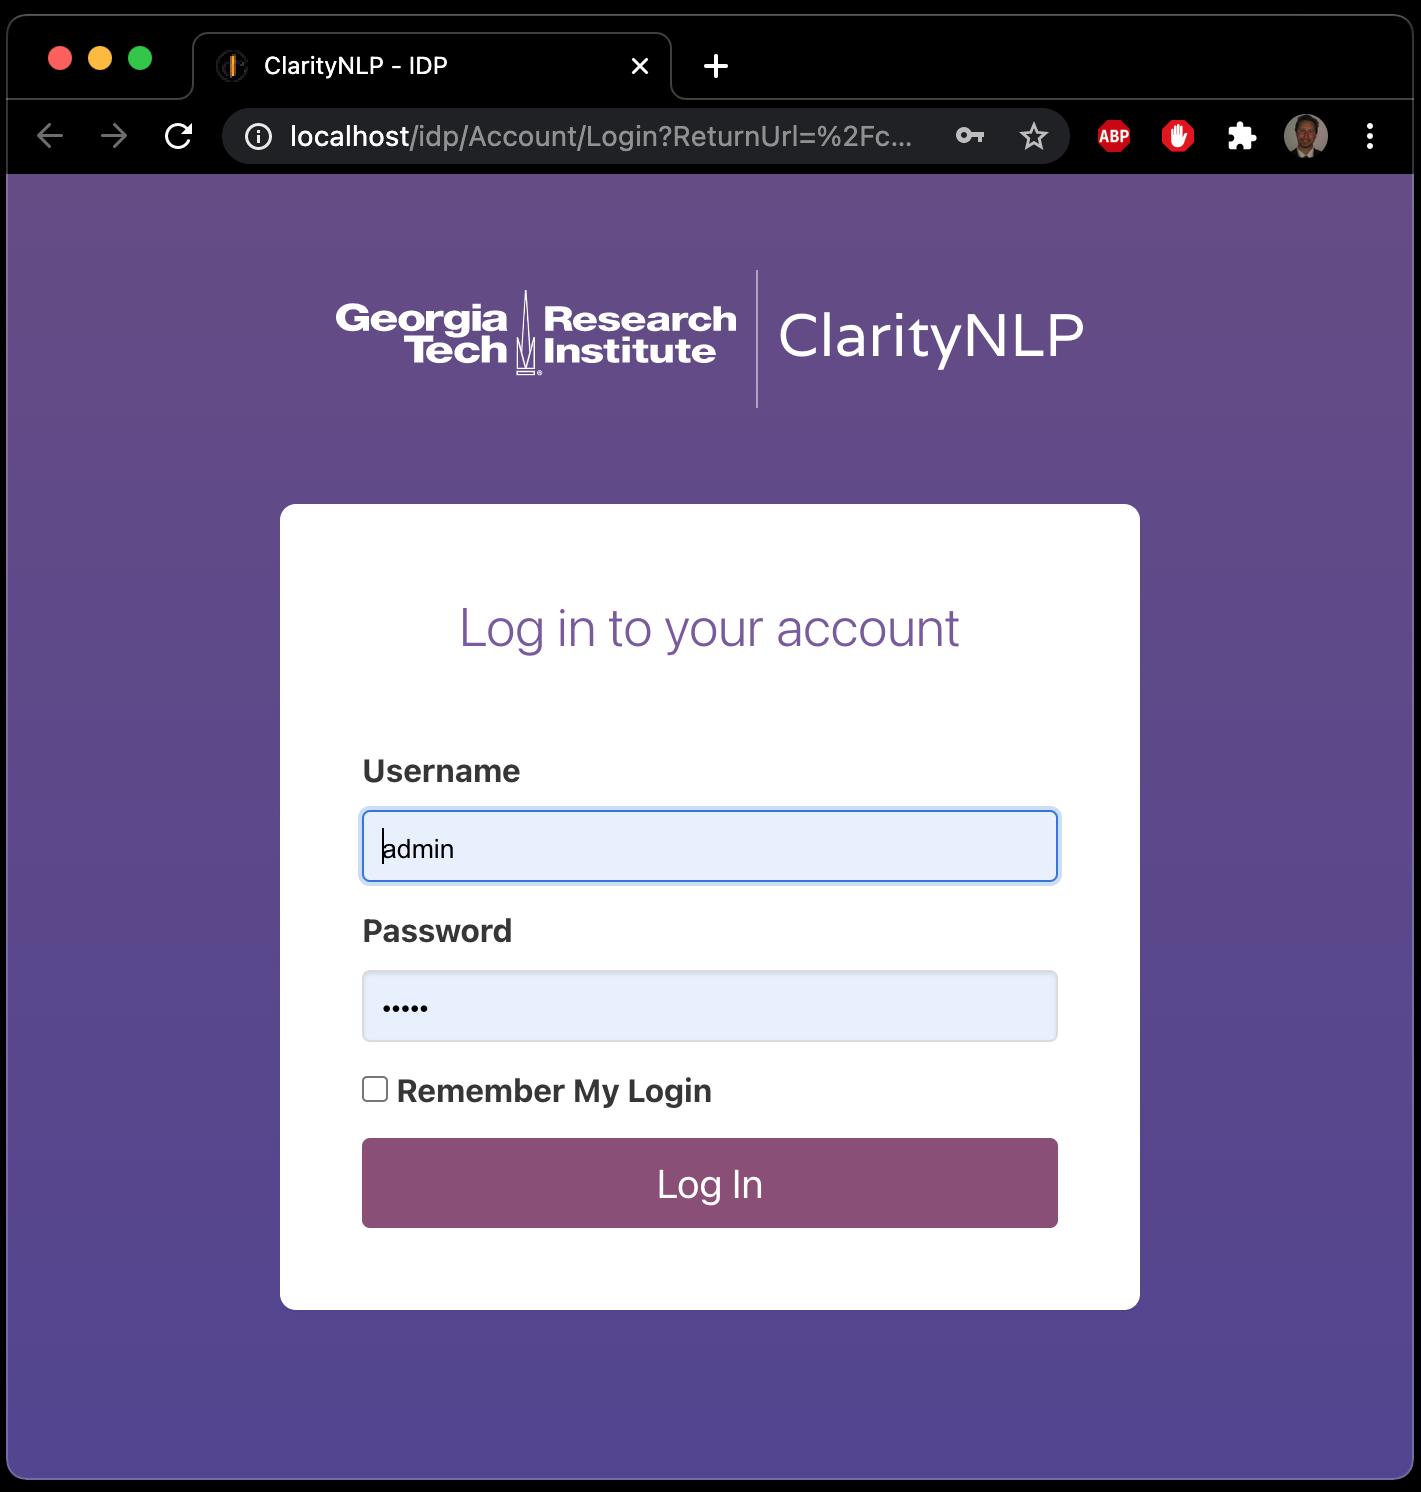 ClarityNLP - IDP
localhost/idp/Account/Login?ReturnUrl=%2Fc...
ABP
Georgia Tech Research Institute®
ClarityNLP
Log in to your account
Username
admin
Password
•••••
Remember My Login
Log In